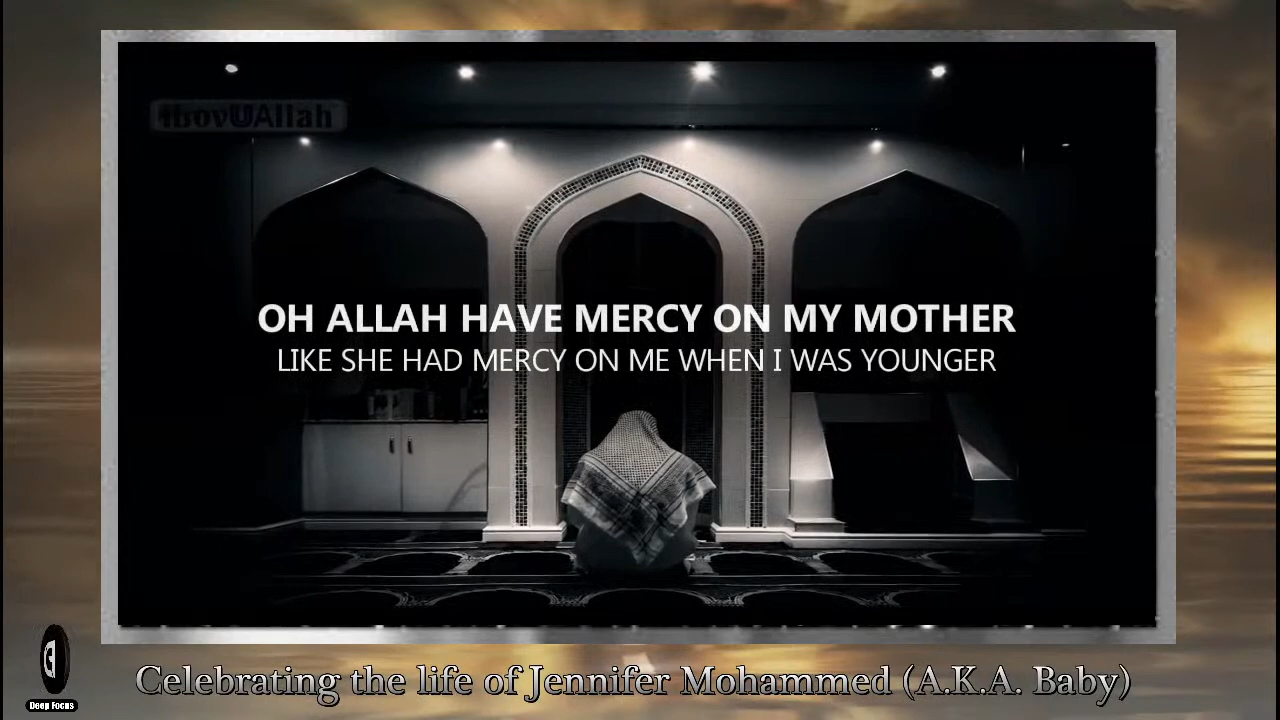 IlovUAllah
OH ALLAH HAVE MERCY ON MY MOTHER
LIKE SHE HAD MERCY ON ME WHEN I WAS YOUNGER
Deep Focus
Celebrating the life of Jennifer Mohammed (A.K.A. Baby)